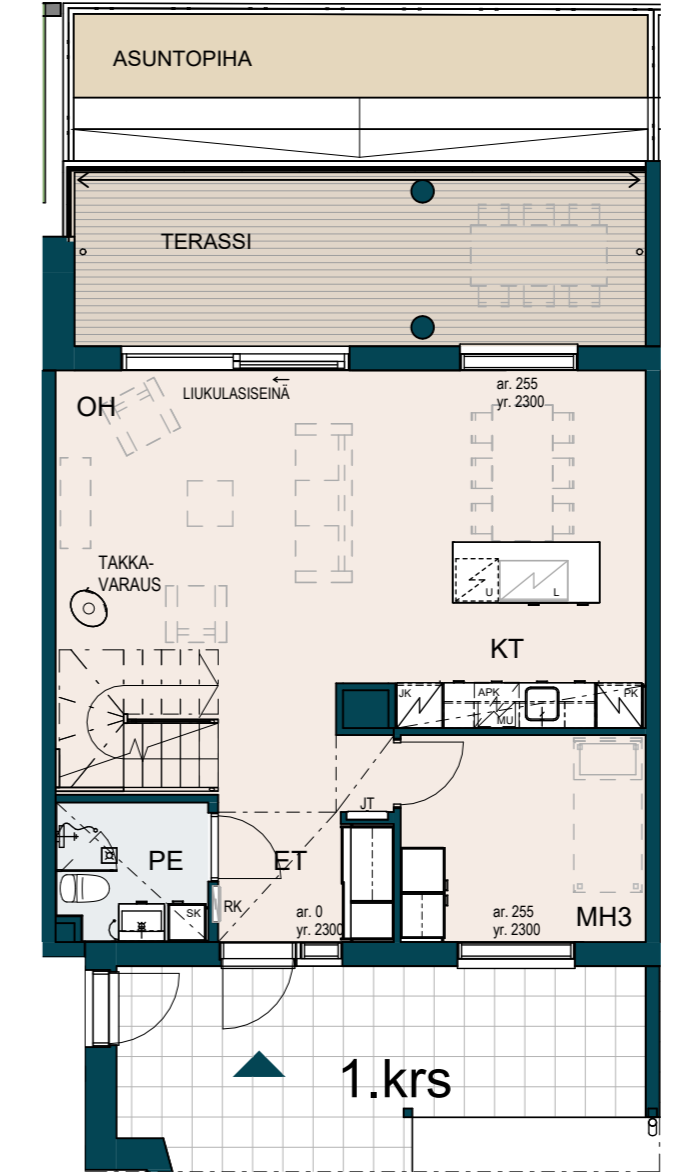 ASUNTOPIHA
TERASSI
LIUKULASISEINÄ
OH
ar. 255
yr. 2300
TAKKA-
VARAUS
U
L
KT
JK
APK
MU
PK
JT
PE
ET
RK
SK
ar. 0
yr. 2300
ar. 255
yr. 2300
MH3
1.krs